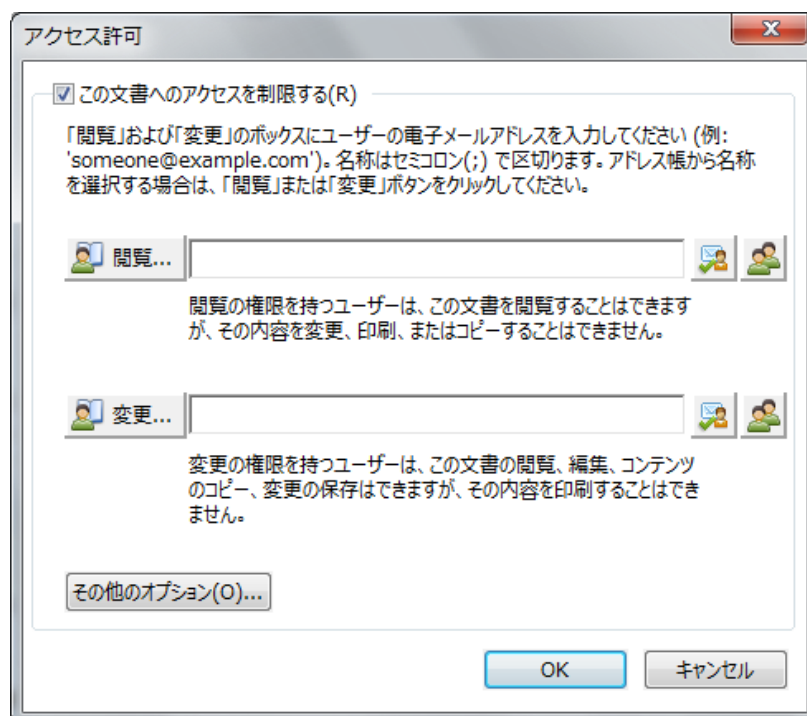 アクセス許可
この文書へのアクセスを制限する(R)
「閲覧」および「変更」のボックスにユーザーの電子メールアドレスを入力してください (例:
'someone@example.com')。名称はセミコロン(;) で区切ります。アドレス帳から名称
を選択する場合は、「閲覧」または「変更」ボタンをクリックしてください。
閲覧...
閲覧の権限を持つユーザーは、この文書を閲覧することはできます
が、その内容を変更、印刷、またはコピーすることはできません。
変更...
変更の権限を持つユーザーは、この文書の閲覧、編集、コンテンツ
のコピー、変更の保存はできますが、その内容を印刷することはでき
ません。
その他のオプション(O)...
OK
キャンセル